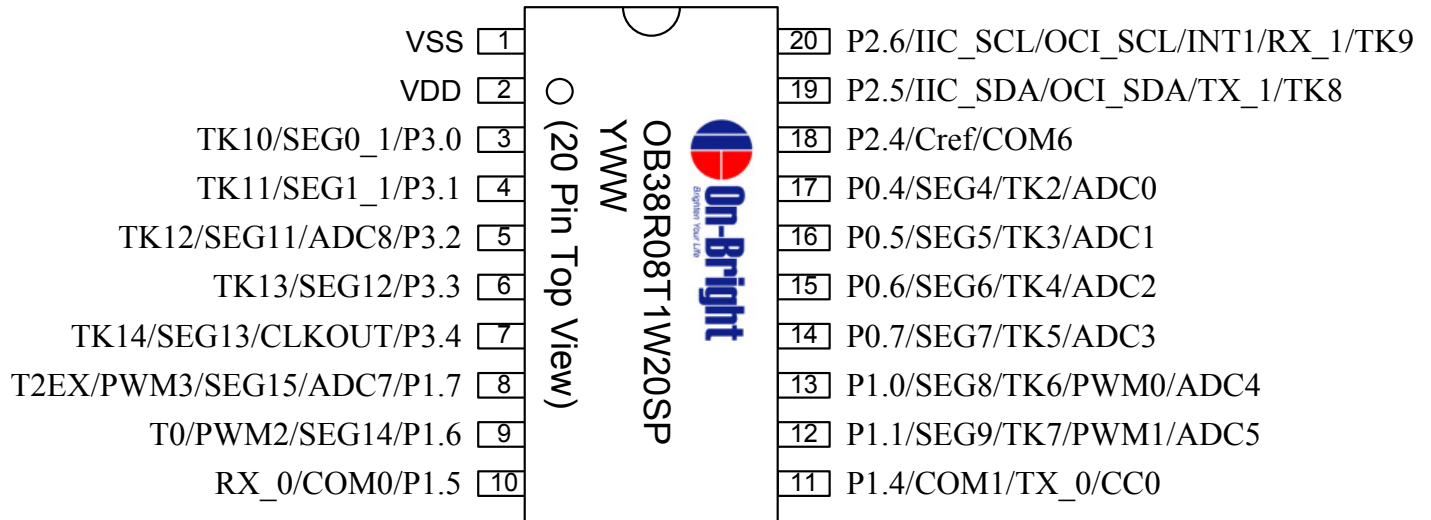 VSS 1
VDD 2
TK10/SEG0_1/P3.0 3
TK11/SEG1_1/P3.1 4
TK12/SEG11/ADC8/P3.2 5
TK13/SEG12/P3.3 6
TK14/SEG13/CLKOUT/P3.4 7
T2EX/PWM3/SEG15/ADC7/P1.7 8
T0/PWM2/SEG14/P1.6 9
RX_0/COM0/P1.5 10
On-Bright
Brighten Your Life
OB38R08T1W20SP
YWW
(20 Pin Top View)
20 P2.6/IIC_SCL/OCI_SCL/INT1/RX_1/TK9
19 P2.5/IIC_SDA/OCI_SDA/TX_1/TK8
18 P2.4/Cref/COM6
17 P0.4/SEG4/TK2/ADC0
16 P0.5/SEG5/TK3/ADC1
15 P0.6/SEG6/TK4/ADC2
14 P0.7/SEG7/TK5/ADC3
13 P1.0/SEG8/TK6/PWM0/ADC4
12 P1.1/SEG9/TK7/PWM1/ADC5
11 P1.4/COM1/TX_0/CC0